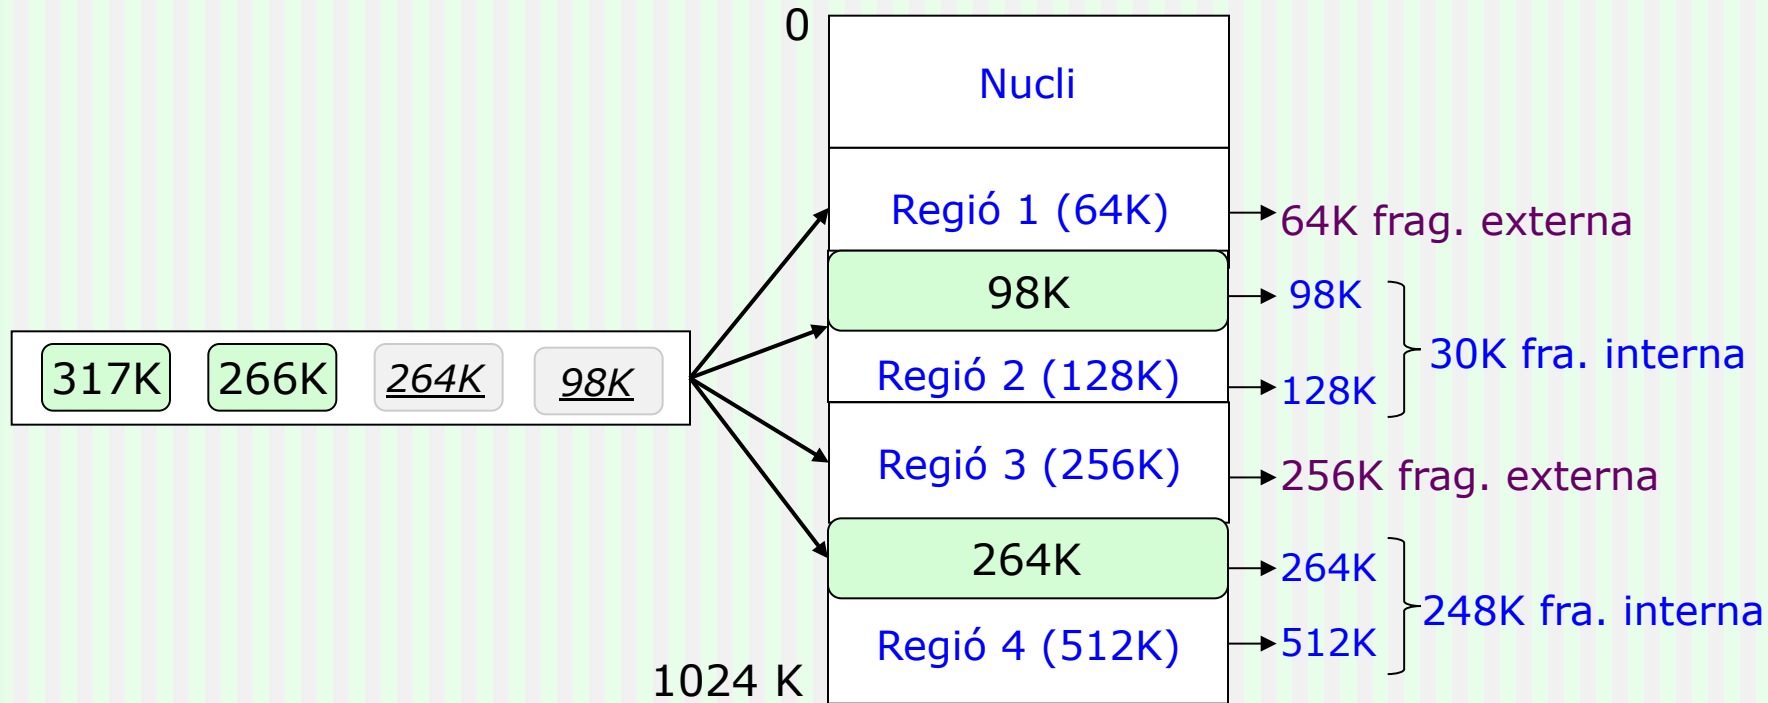 0
Nucli
Regió 1 (64K)
64K frag. externa
98K
98K
30K fra. interna
317K
266K
264K
98K
Regió 2 (128K)
128K
Regió 3 (256K)
256K frag. externa
264K
264K
248K fra. interna
Regió 4 (512K)
512K
1024 K